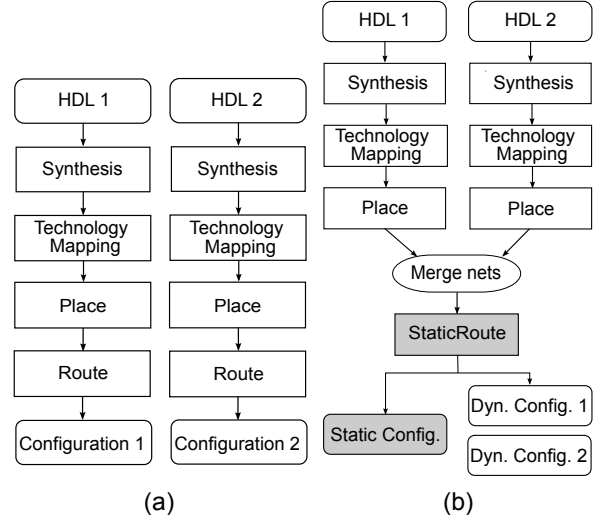 HDL 1
HDL 2
Synthesis
Synthesis
Technology
Mapping
Technology
Mapping
Place
Place
Route
Route
Configuration 1
Configuration 2
(a)
HDL 1
HDL 2
Synthesis
Synthesis
Technology
Mapping
Technology
Mapping
Place
Place
Merge nets
StaticRoute
Static Config.
Dyn. Config. 1
Dyn. Config. 2
(b)